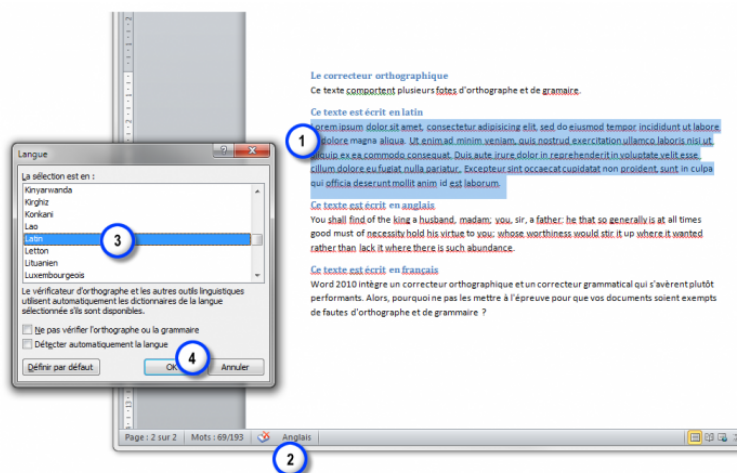 Le correcteur orthographique
Ce texte comportent plusieurs fotes d'orthographe et de gramaire.
Ce texte est écrit en latin
Lorem ipsum dolor sit amet, consectetur adipisicing elit, sed do eiusmod tempor incididunt ut labore
dolore magna aliqua. Ut enim ad minim veniam, quis nostrud exercitation ullamco laboris nisi ut
aliquip ex ea commodo consequat. Duis aute irure dolor in reprehenderit in voluptate velit esse
cillum dolore eu fugiat nulla pariatur. Excepteur sint occaecat cupidatat non proident, sunt in culpa
qui officia deserunt mollit anim id est laborum.
Ce texte est écrit en anglais
You shall find of the king a husband, madam; you, sir, a father: he that so generally is at all times
good must of necessity hold his virtue to you; whose worthiness would stir it up where it wanted
rather than lack it where there is such abundance.
Ce texte est écrit en français
Word 2010 intègre un correcteur orthographique et un correcteur grammatical qui s'avèrent plutôt
performants. Alors, pourquoi ne pas les mettre à l'épreuve pour que vos documents soient exempts
de fautes d'orthographe et de grammaire ?
1
Langue
La sélection est en :
Kinyarwanda
Kirghiz
Konkani
Lao
Latin
3
Letton
Lituanien
Luxembourgeois
Le vérificateur d'orthographe et les autres outils linguistiques
utilisent automatiquement les dictionnaires de la langue
sélectionnée s'ils sont disponibles.
Ne pas vérifier l'orthographe ou la grammaire
Détecter automatiquement la langue
Définir par défaut
OK
4
Annuler
Page : 2 sur 2 Mots : 69/193 Anglais
2